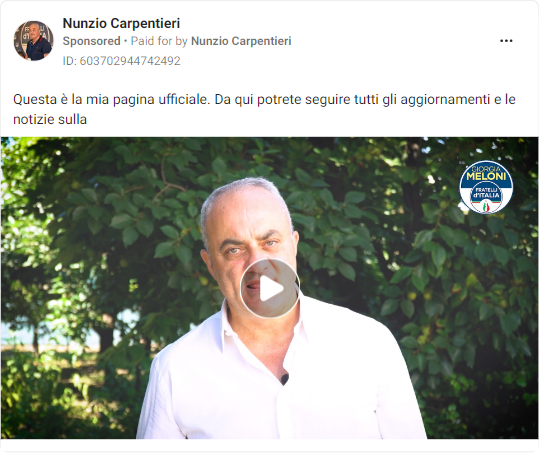 Nunzio Carpentieri
Sponsored • Paid for by Nunzio Carpentieri
ID: 603702944742492
Questa è la mia pagina ufficiale. Da qui potrete seguire tutti gli aggiornamenti e le
notizie sulla
GIORGIA
MELONI
FRATELLI
d'ITALIA